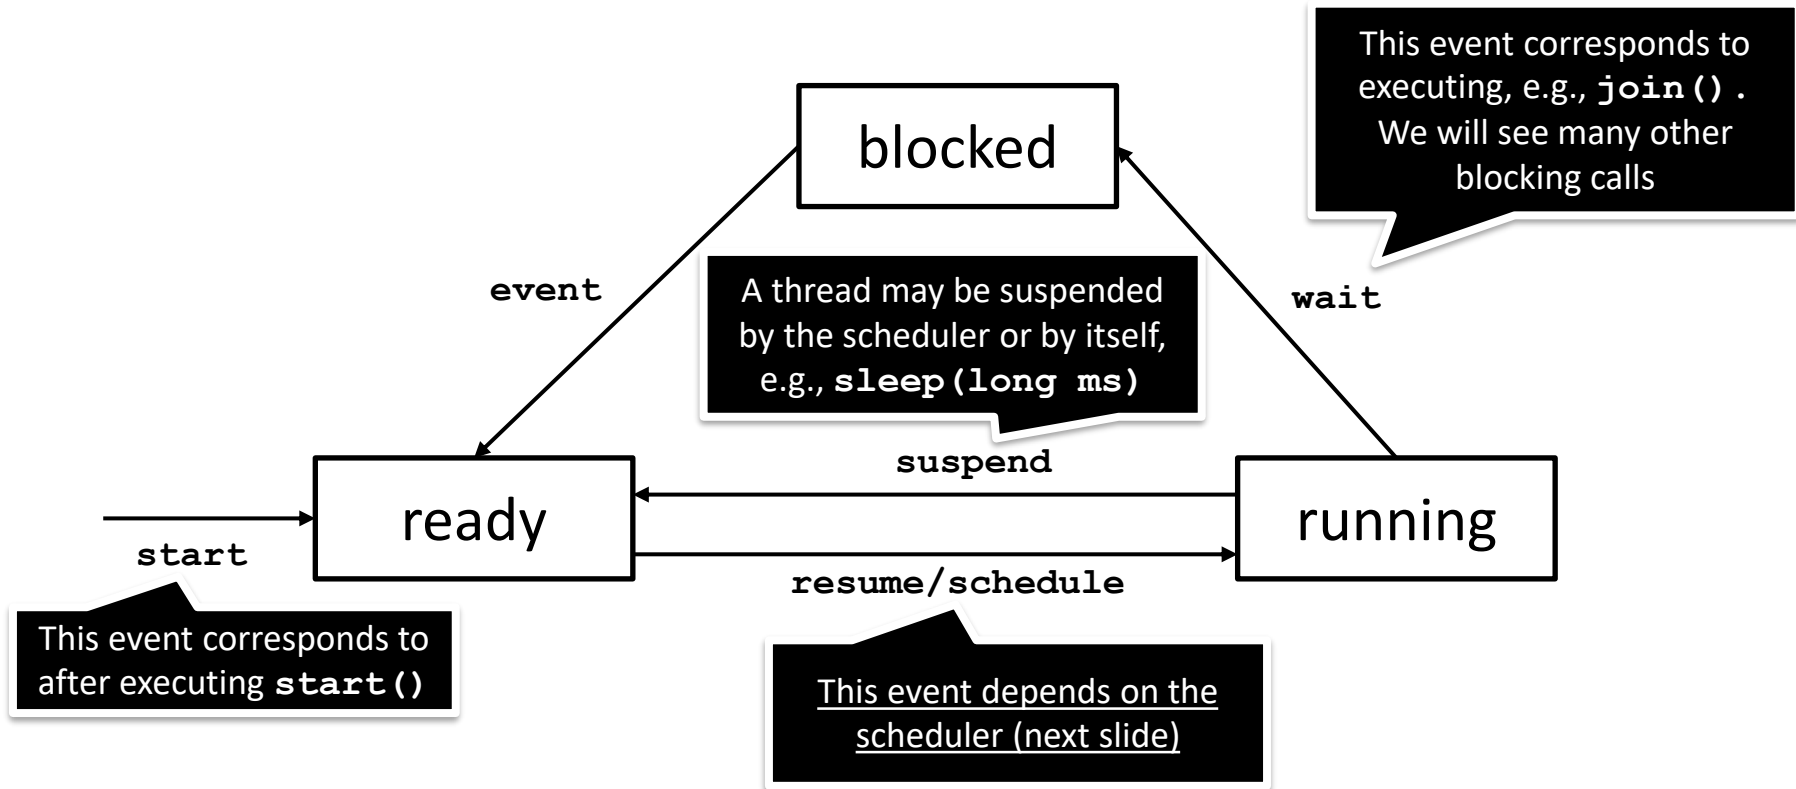 This event corresponds to
executing, e.g., join().
We will see many other
blocking calls
blocked
event
A thread may be suspended
by the scheduler or by itself,
e.g., sleep(long ms)
wait
suspend
ready
running
start
resume/schedule
This event corresponds to
after executing start()
This event depends on the
scheduler (next slide)